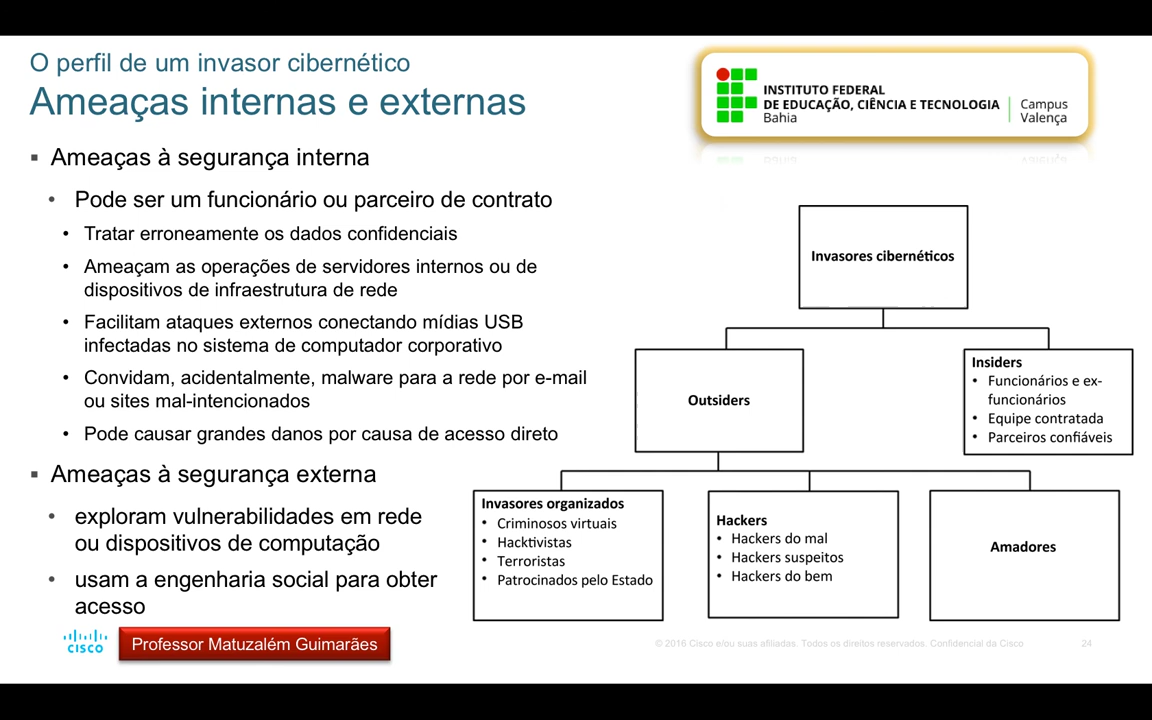 O perfil de um invasor cibernético
Ameaças internas e externas
INSTITUTO FEDERAL
DE EDUCAÇÃO, CIÊNCIA E TECNOLOGIA
Bahia
Campus
Valença
▪ Ameaças à segurança interna
• Pode ser um funcionário ou parceiro de contrato
• Tratar erroneamente os dados confidenciais
• Ameaçam as operações de servidores internos ou de
dispositivos de infraestrutura de rede
• Facilitam ataques externos conectando mídias USB
infectadas no sistema de computador corporativo
• Convidam, acidentalmente, malware para a rede por e-mail
ou sites mal-intencionados
• Pode causar grandes danos por causa de acesso direto
▪ Ameaças à segurança externa
• exploram vulnerabilidades em rede
ou dispositivos de computação
• usam a engenharia social para obter
acesso
Invasores cibernéticos
Outsiders
Insiders
• Funcionários e ex-
funcionários
• Equipe contratada
• Parceiros confiáveis
Invasores organizados
• Criminosos virtuais
• Hacktivistas
• Terroristas
• Patrocinados pelo Estado
Hackers
• Hackers do mal
• Hackers suspeitos
• Hackers do bem
Amadores
CISCO
Professor Matuzalém Guimarães
© 2016 Cisco e/ou suas afiliadas. Todos os direitos reservados. Confidencial da Cisco
24